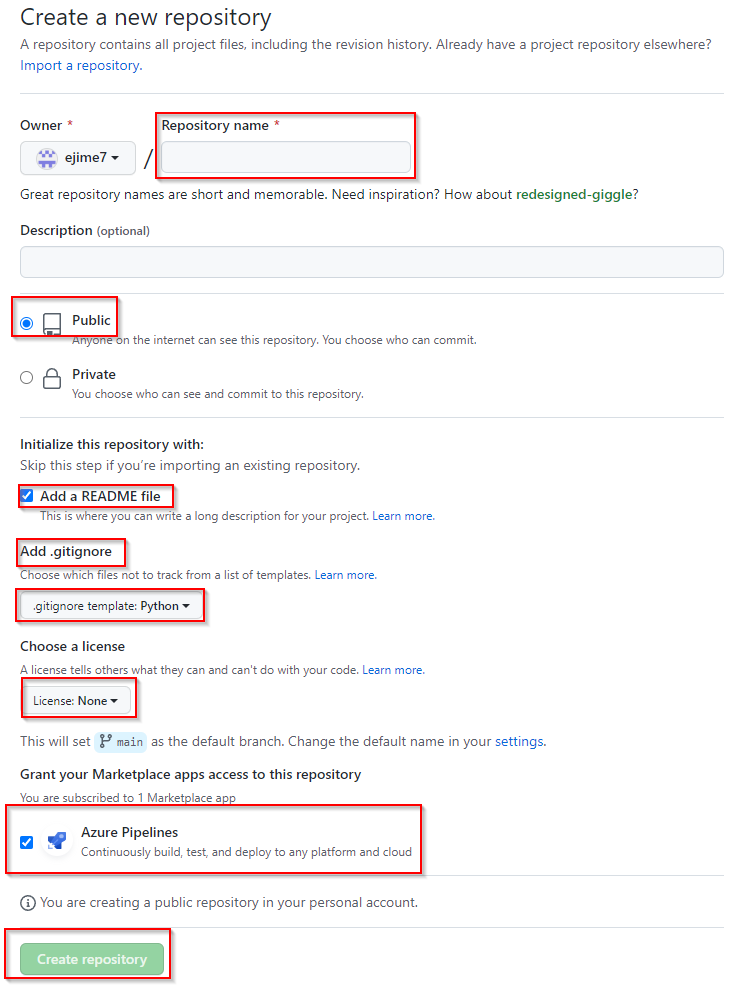 Create a new repository
A repository contains all project files, including the revision history. Already have a project repository elsewhere?
Import a repository.
Owner *
Repository name *
ejime7
/
Great repository names are short and memorable. Need inspiration? How about redesigned-giggle?
Description (optional)
Public
Anyone on the internet can see this repository. You choose who can commit.
Private
You choose who can see and commit to this repository.
Initialize this repository with:
Skip this step if you’re importing an existing repository.
Add a README file
This is where you can write a long description for your project. Learn more.
Add .gitignore
Choose which files not to track from a list of templates. Learn more.
.gitignore template: Python
Choose a license
A license tells others what they can and can't do with your code. Learn more.
License: None
This will set main as the default branch. Change the default name in your settings.
Grant your Marketplace apps access to this repository
You are subscribed to 1 Marketplace app
Azure Pipelines
Continuously build, test, and deploy to any platform and cloud
You are creating a public repository in your personal account.
Create repository